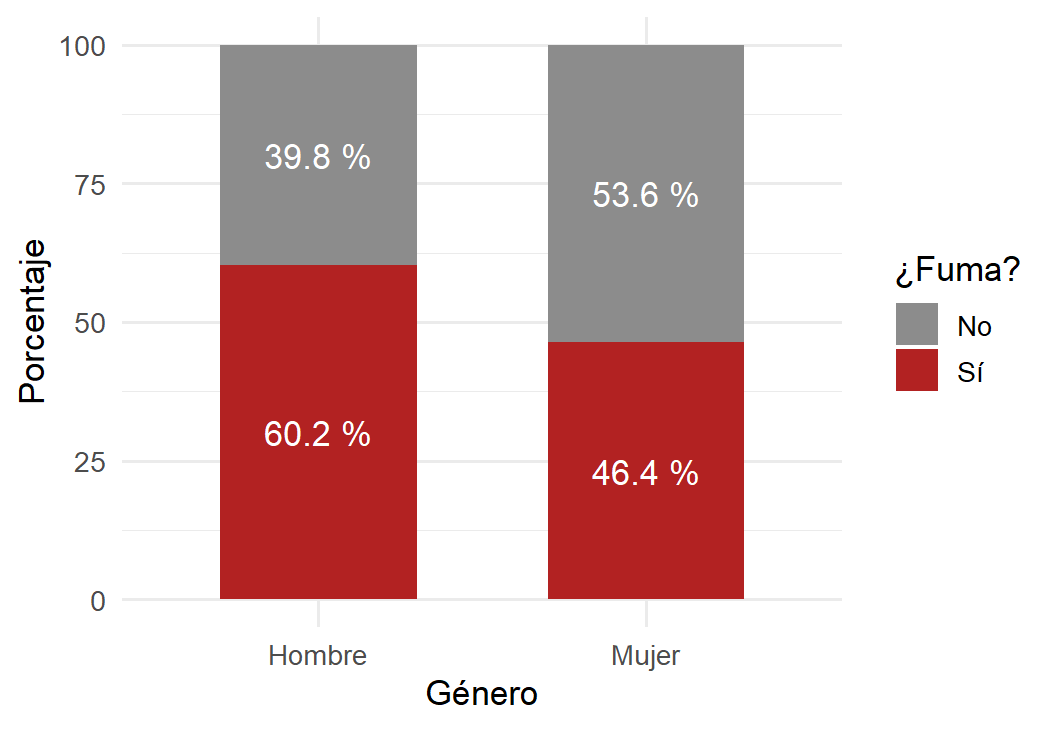 100
75
50
25
0
Porcentaje
39.8 %
53.6 %
60.2 %
46.4 %
Hombre
Mujer
Género
¿Fuma?
No
Sí